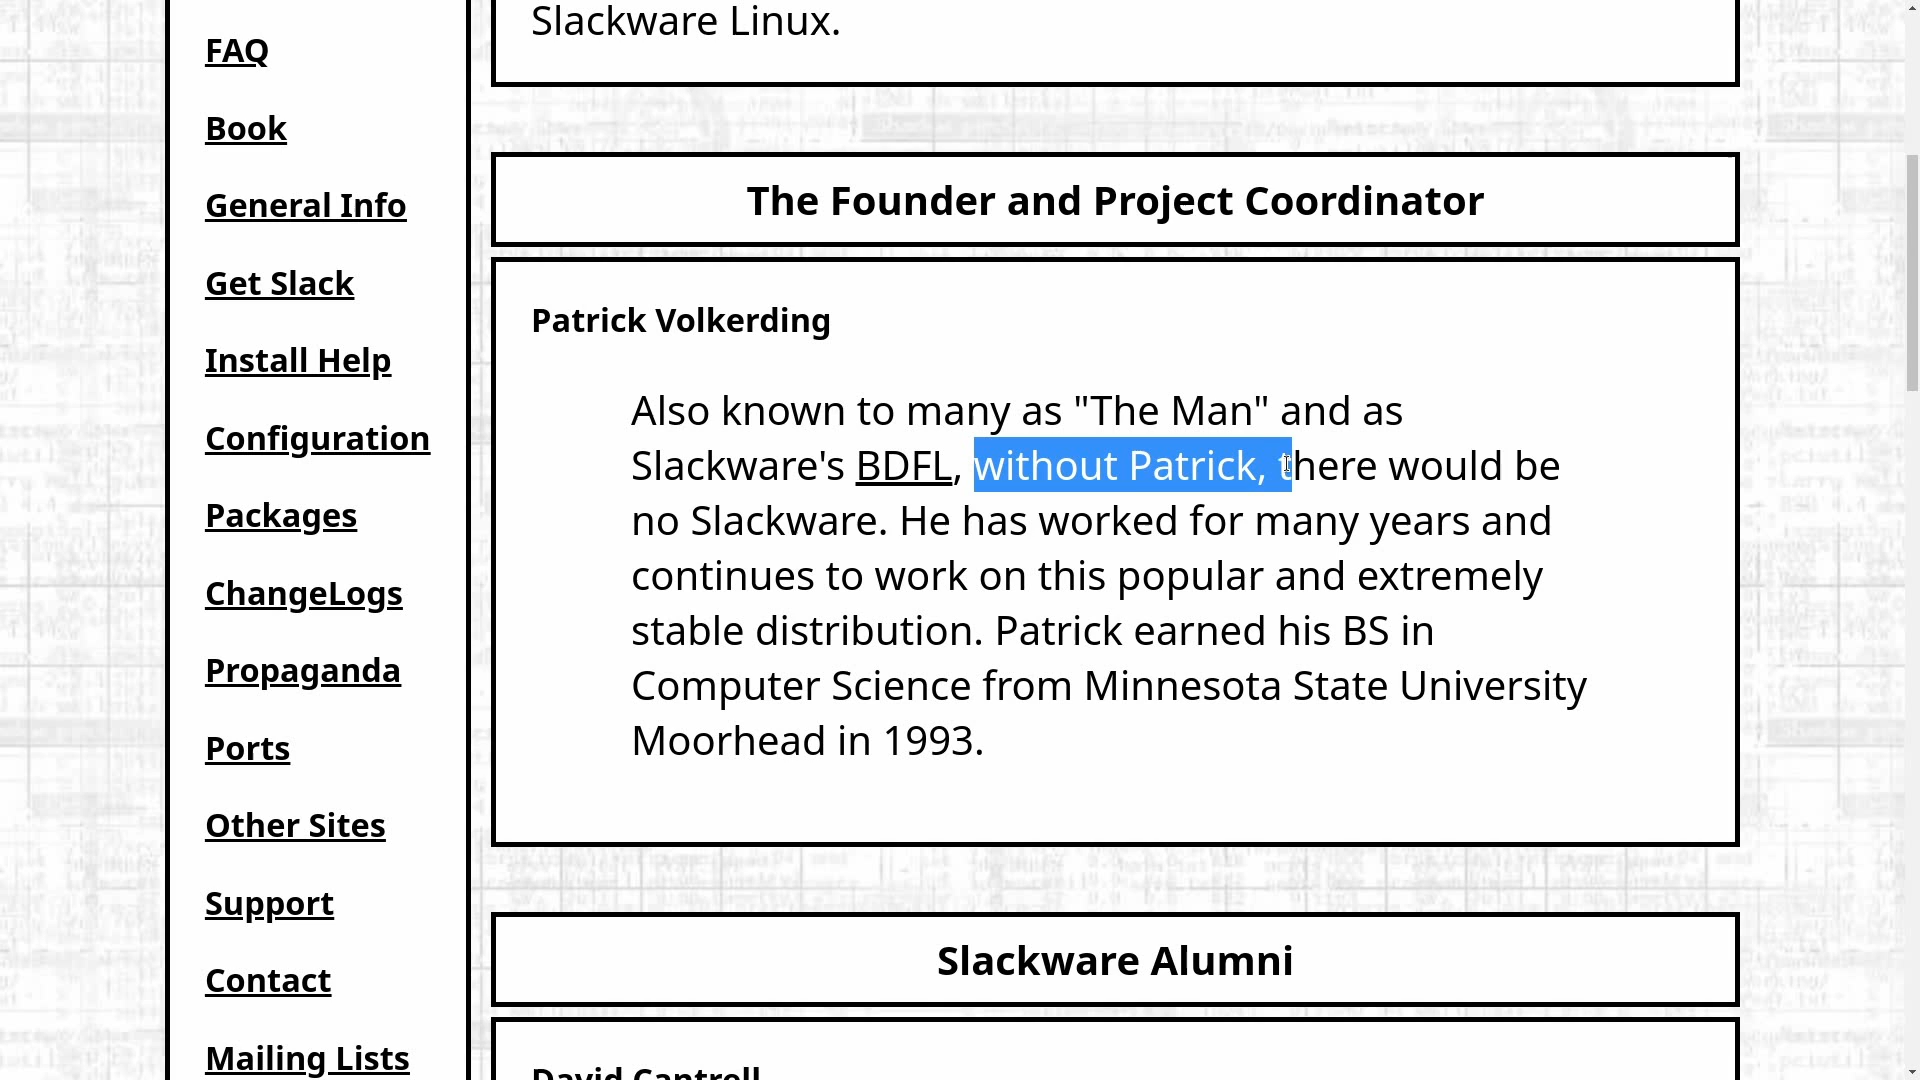 FAQ
Book
General Info
Get Slack
Install Help
Configuration
Packages
ChangeLogs
Propaganda
Ports
Other Sites
Support
Contact
Mailing Lists
Slackware Linux.
The Founder and Project Coordinator
Patrick Volkerding
Also known to many as "The Man" and as
Slackware's BDFL, without Patrick, there would be
no Slackware. He has worked for many years and
continues to work on this popular and extremely
stable distribution. Patrick earned his BS in
Computer Science from Minnesota State University
Moorhead in 1993.
Slackware Alumni
David Cantrell